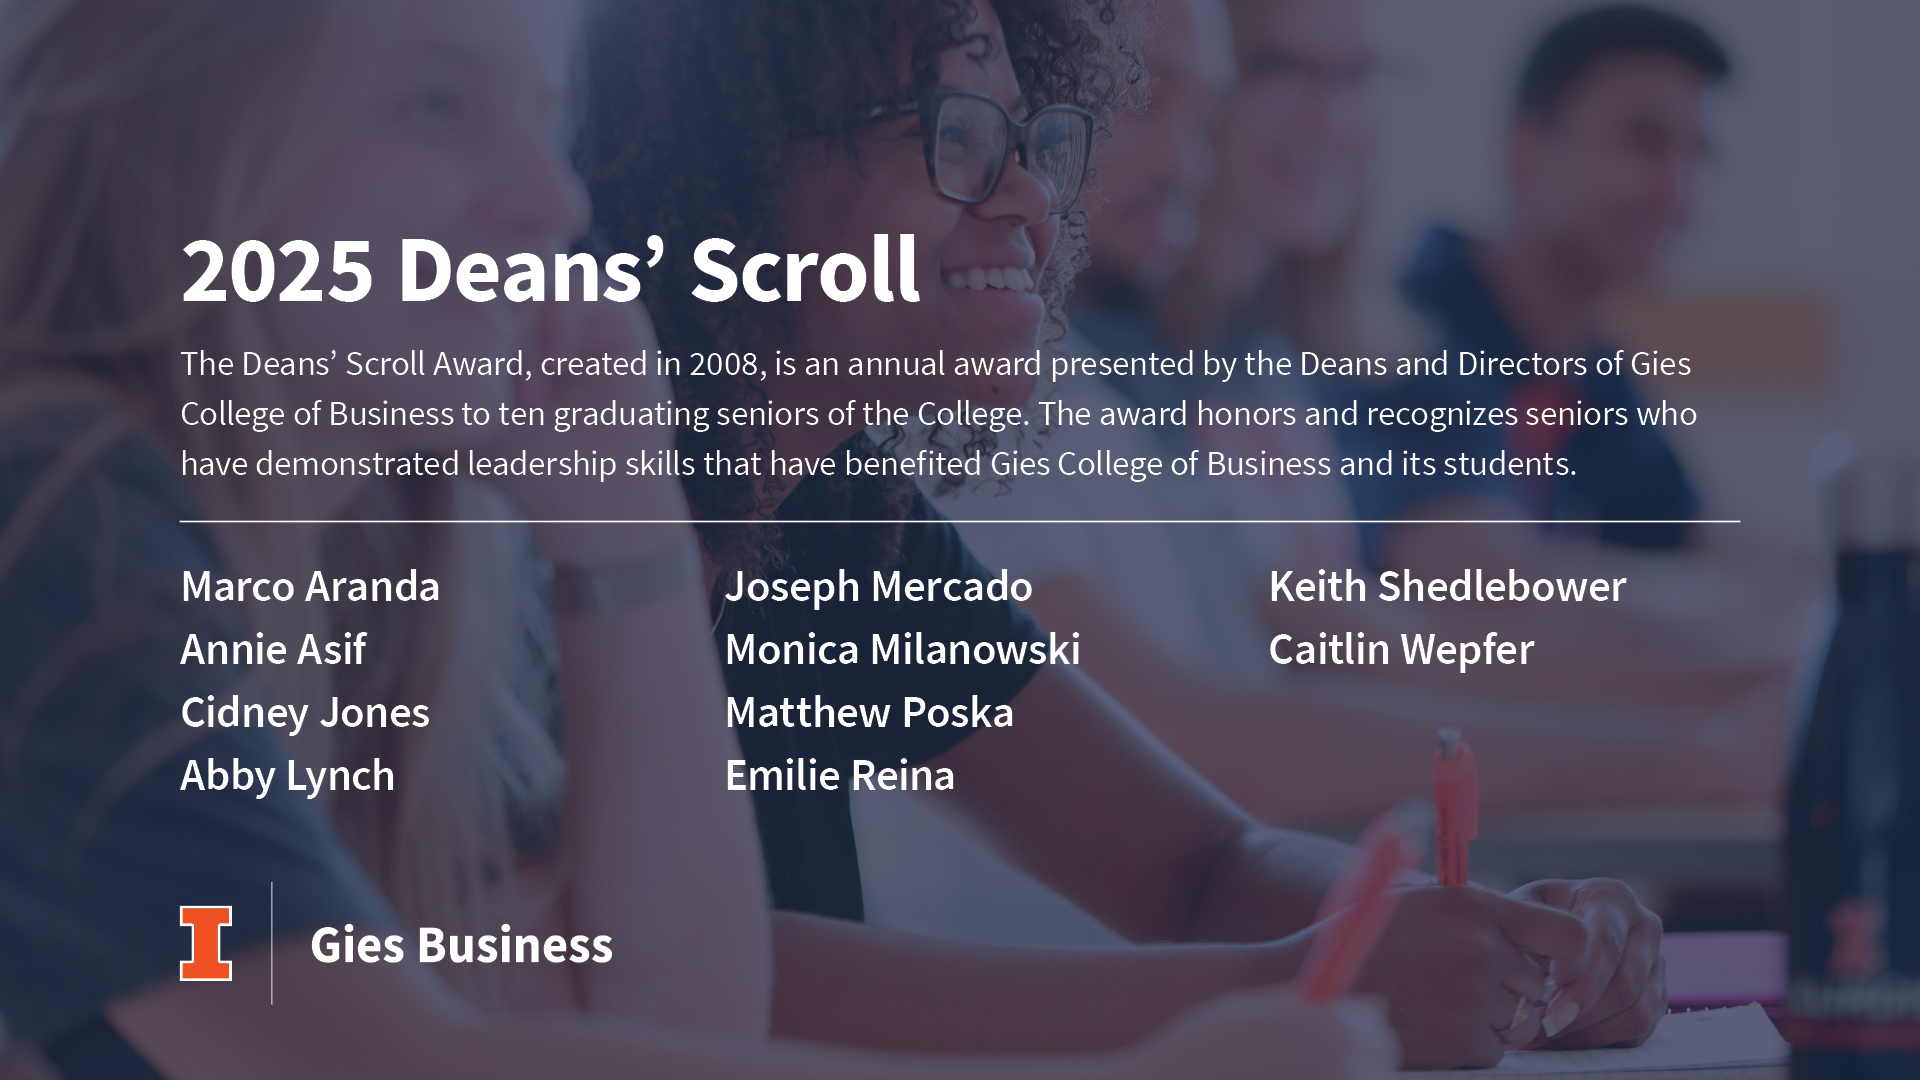 2025 Deans’ Scroll
The Deans’ Scroll Award, created in 2008, is an annual award presented by the Deans and Directors of Gies
College of Business to ten graduating seniors of the College. The award honors and recognizes seniors who
have demonstrated leadership skills that have benefited Gies College of Business and its students.
Marco Aranda
Annie Asif
Cidney Jones
Abby Lynch
Joseph Mercado
Monica Milanowski
Matthew Poska
Emilie Reina
Keith Shedlebower
Caitlin Wepfer
I
Gies Business